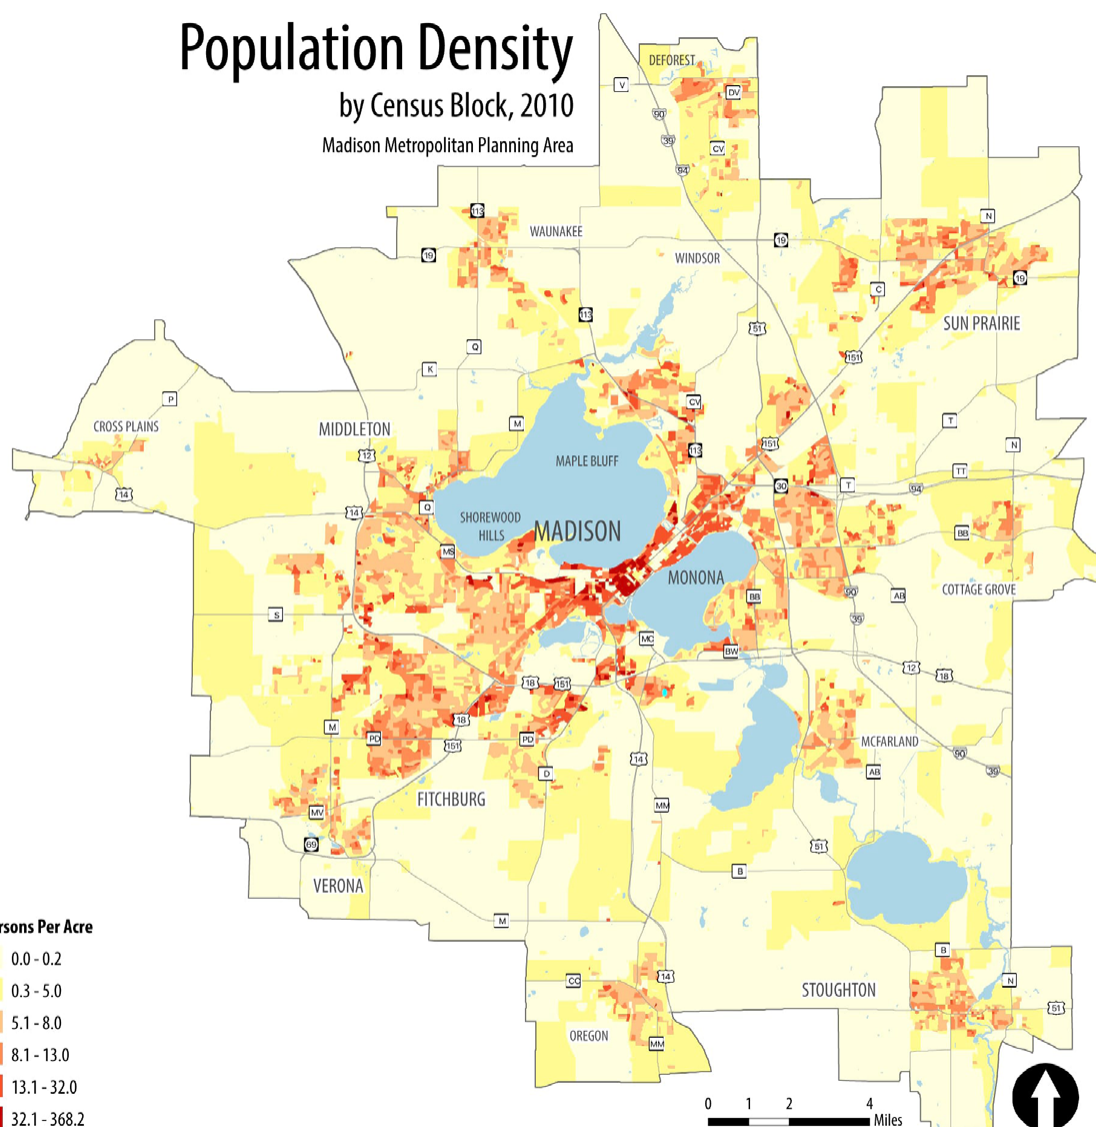 Population Density
by Census Block, 2010
Madison Metropolitan Planning Area
DEFOREST
V
DV
90
39
CV
94
113
N
WAUNAKEE
19
19
WINDSOR
19
C
113
SUN PRAIRIE
51
Q
151
K
P
CV
M
T
CROSS PLAINS
MIDDLETON
151
N
113
12
MAPLE BLUFF
TT
30
T
94
14
Q
14
SHOREWOOD
HILLS
MADISON
BB
MS
MONONA
COTTAGE GROVE
90
BB
AB
S
39
MC
BW
12
18
18
151
M
18
PD
PD
MCFARLAND
151
90
14
39
D
AB
FITCHBURG
MM
MV
69
51
B
VERONA
M
B
14
CC
N
STOUGHTON
51
OREGON
MM
rsons Per Acre
0.0 - 0.2
0.3 - 5.0
5.1 - 8.0
8.1 - 13.0
13.1 - 32.0
32.1 - 368.2
0 1 2 4
Miles